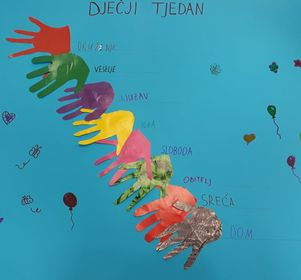 DJEČJI TJEDAN
DRUŽENJE
VESELJE
LJUBAV
IGRA
SLOBODA
OBITELJ
SREĆA
DOM